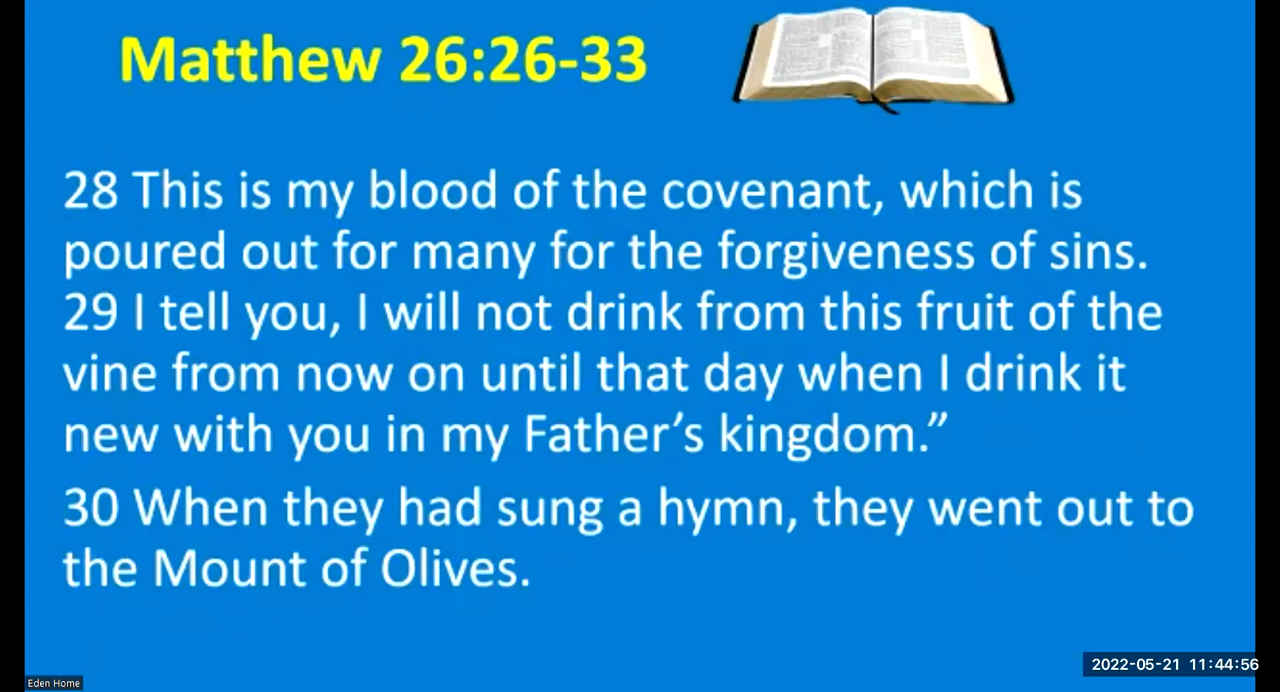 Matthew 26:26-33
28 This is my blood of the covenant, which is
poured out for many for the forgiveness of sins.
29 I tell you, I will not drink from this fruit of the
vine from now on until that day when I drink it
new with you in my Father’s kingdom.”
30 When they had sung a hymn, they went out to
the Mount of Olives.
2022-05-21 11:44:56
Eden Home